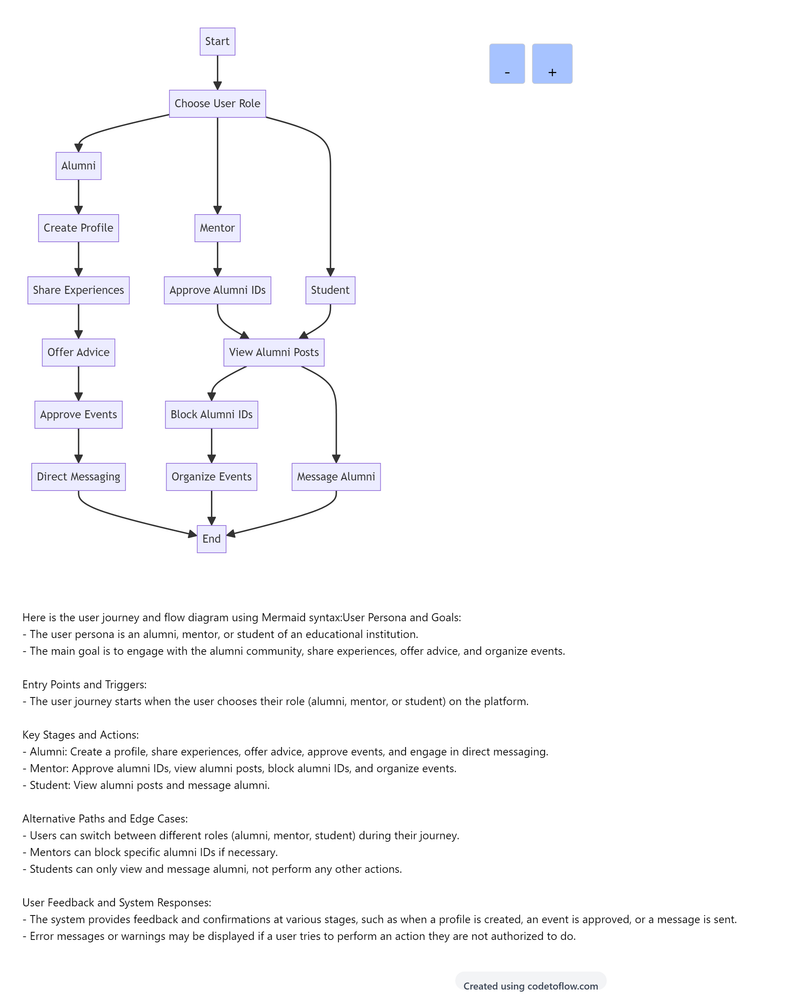 Start
-
+
Choose User Role
Alumni
Create Profile
Mentor
Share Experiences
Approve Alumni IDs
Student
Offer Advice
View Alumni Posts
Approve Events
Block Alumni IDs
Direct Messaging
Organize Events
Message Alumni
End
Here is the user journey and flow diagram using Mermaid syntax:User Persona and Goals:
- The user persona is an alumni, mentor, or student of an educational institution.
- The main goal is to engage with the alumni community, share experiences, offer advice, and organize events.
Entry Points and Triggers:
- The user journey starts when the user chooses their role (alumni, mentor, or student) on the platform.
Key Stages and Actions:
- Alumni: Create a profile, share experiences, offer advice, approve events, and engage in direct messaging.
- Mentor: Approve alumni IDs, view alumni posts, block alumni IDs, and organize events.
- Student: View alumni posts and message alumni.
Alternative Paths and Edge Cases:
- Users can switch between different roles (alumni, mentor, student) during their journey.
- Mentors can block specific alumni IDs if necessary.
- Students can only view and message alumni, not perform any other actions.
User Feedback and System Responses:
- The system provides feedback and confirmations at various stages, such as when a profile is created, an event is approved, or a message is sent.
- Error messages or warnings may be displayed if a user tries to perform an action they are not authorized to do.
Created using codetoflow.com